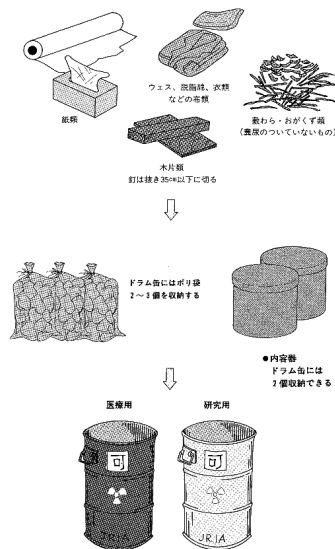 紙類
ウェス、脱脂綿、衣類
などの布類
敷わら・おがくず類
(糞尿のついていないもの)
木片類
釘は抜き35cm以下に切る
ドラム缶にはポリ袋
2〜3個を収納する
●内容器
ドラム缶には
2個収納できる
医療用
研究用
可
可
JRIA
JRIA